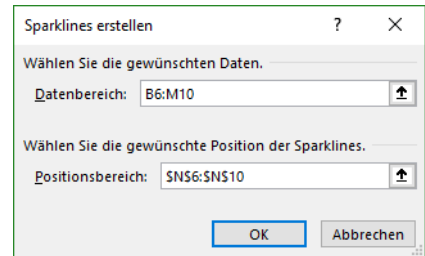 Sparklines erstellen ? ×
Wählen Sie die gewünschten Daten.
Datenbereich: B6:M10
Wählen Sie die gewünschte Position der Sparklines.
Positionsbereich: $N$6:$N$10
OK Abbrechen